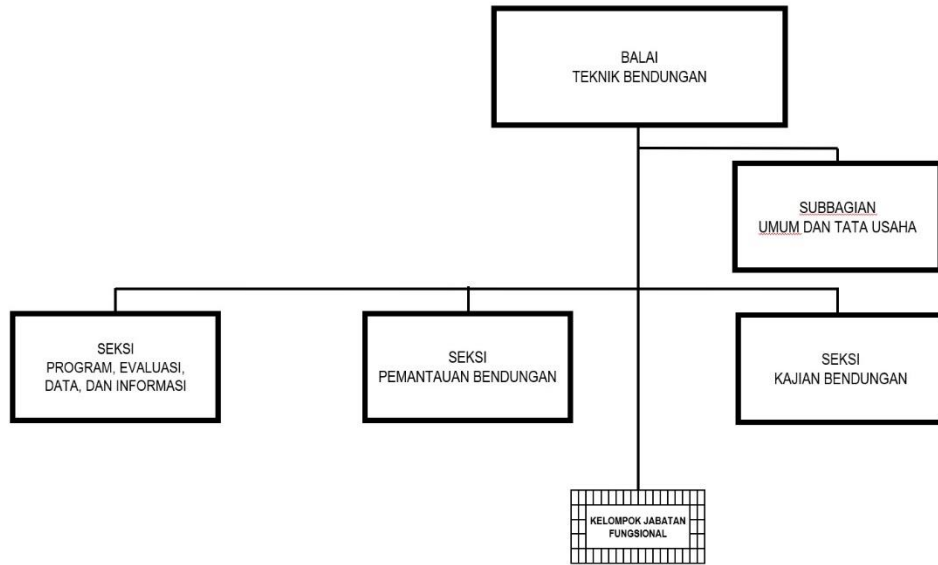 BALAI
TEKNIK BENDUNGAN
SUBBAGIAN
UMUM DAN TATA USAHA
SEKSI
PROGRAM, EVALUASI,
DATA, DAN INFORMASI
SEKSI
PEMANTAUAN BENDUNGAN
SEKSI
KAJIAN BENDUNGAN
KELOMPOK JABATAN
FUNGSIONAL